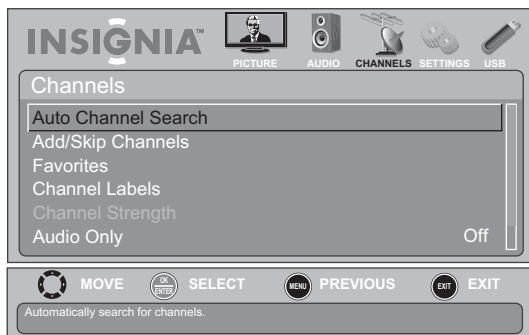 INSIGNIA™
PICTURE AUDIO CHANNELS SETTINGS USB
Channels
Auto Channel Search
Add/Skip Channels
Favorites
Channel Labels
Channel Strength
Audio Only Off
MOVE OK ENTER SELECT MENU PREVIOUS EXIT EXIT
Automatically search for channels.